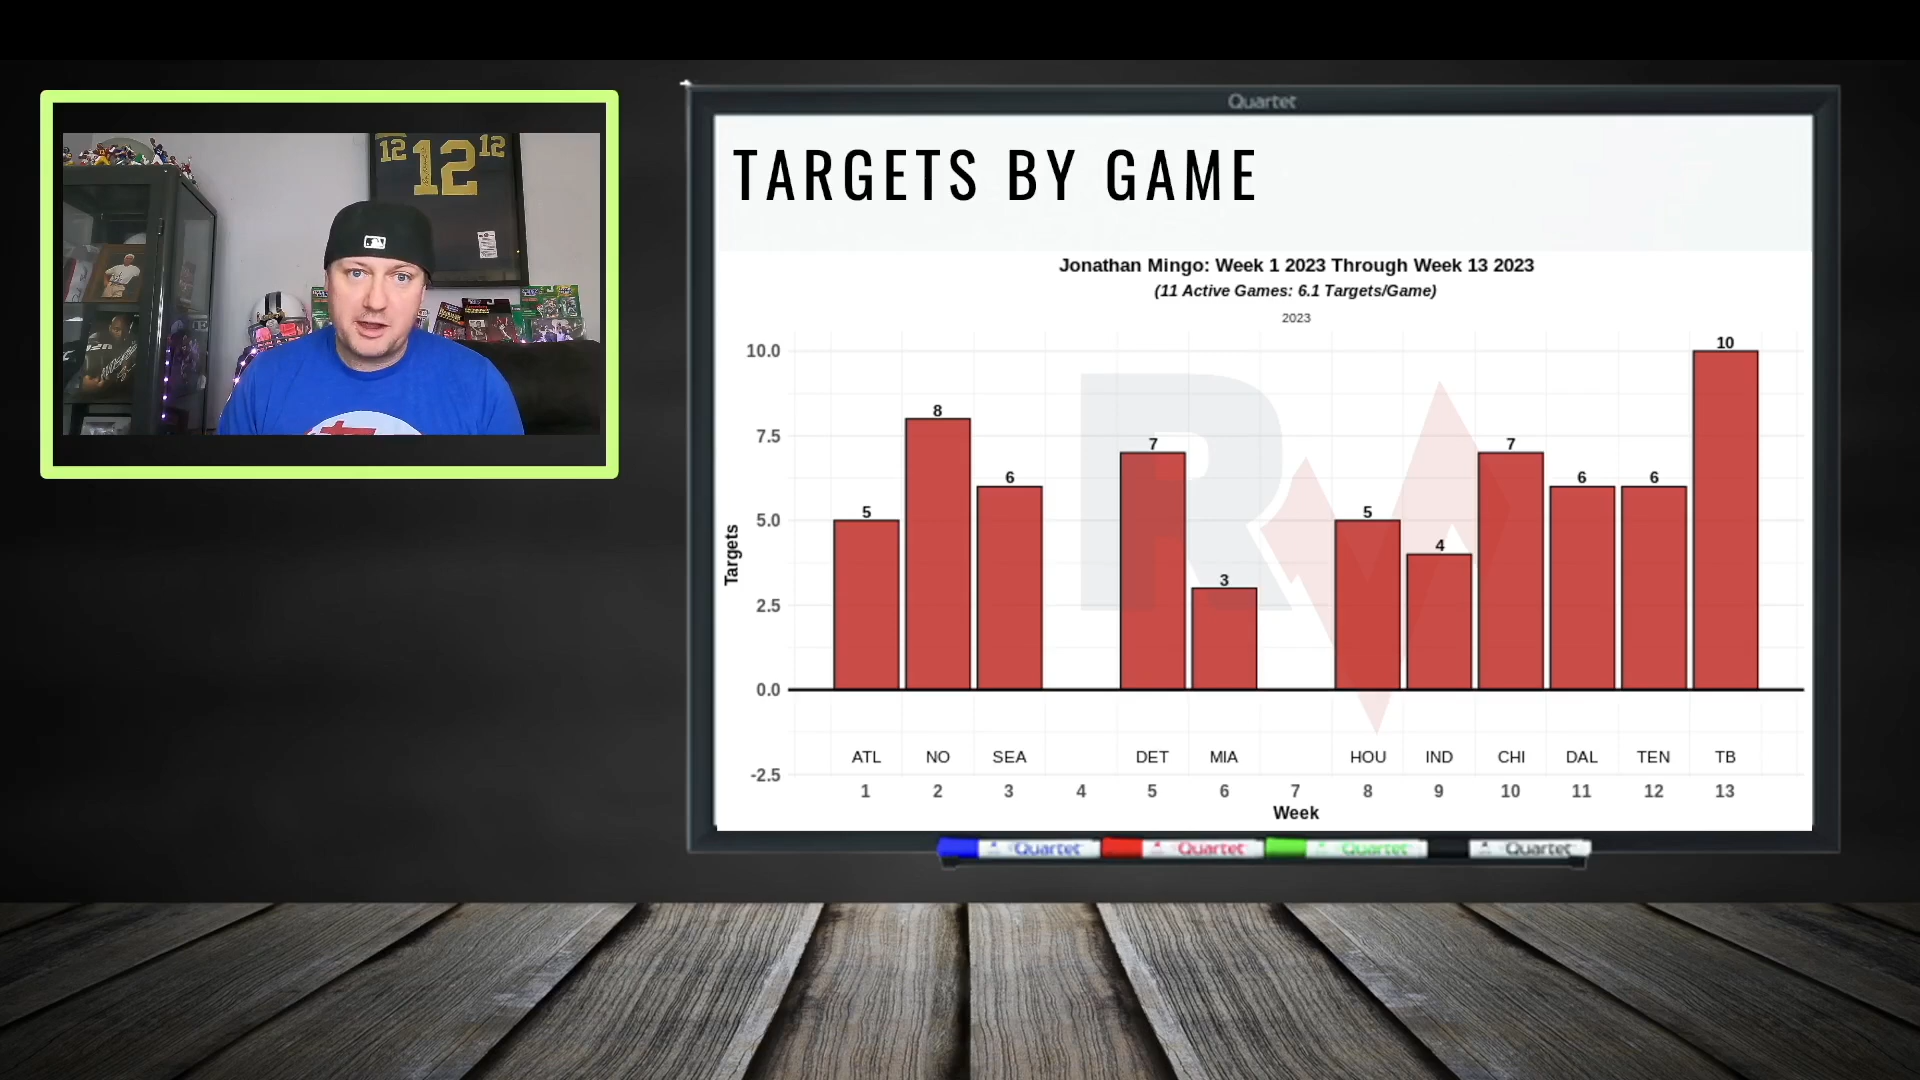 12 12 12
Quartet
TARGETS BY GAME
Jonathan Mingo: Week 1 2023 Through Week 13 2023
(11 Active Games: 6.1 Targets/Game)
2023
10.0
7.5
5.0
2.5
0.0
-2.5
Targets
5 8 6 7 3 5 4 7 6 6 10
ATL NO SEA DET MIA HOU IND CHI DAL TEN TB
1 2 3 4 5 6 7 8 9 10 11 12 13
Week
R
Quartet Quartet Quartet Quartet